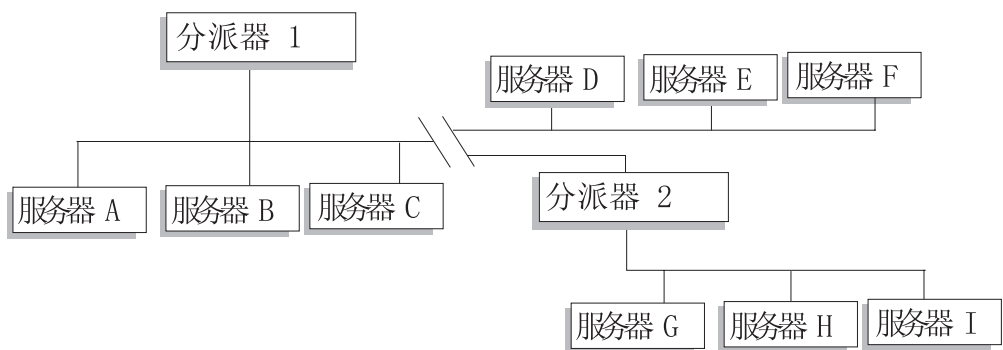 分派器 1
服务器 D
服务器 E
服务器 F
服务器 A
服务器 B
服务器 C
分派器 2
服务器 G
服务器 H
服务器 I